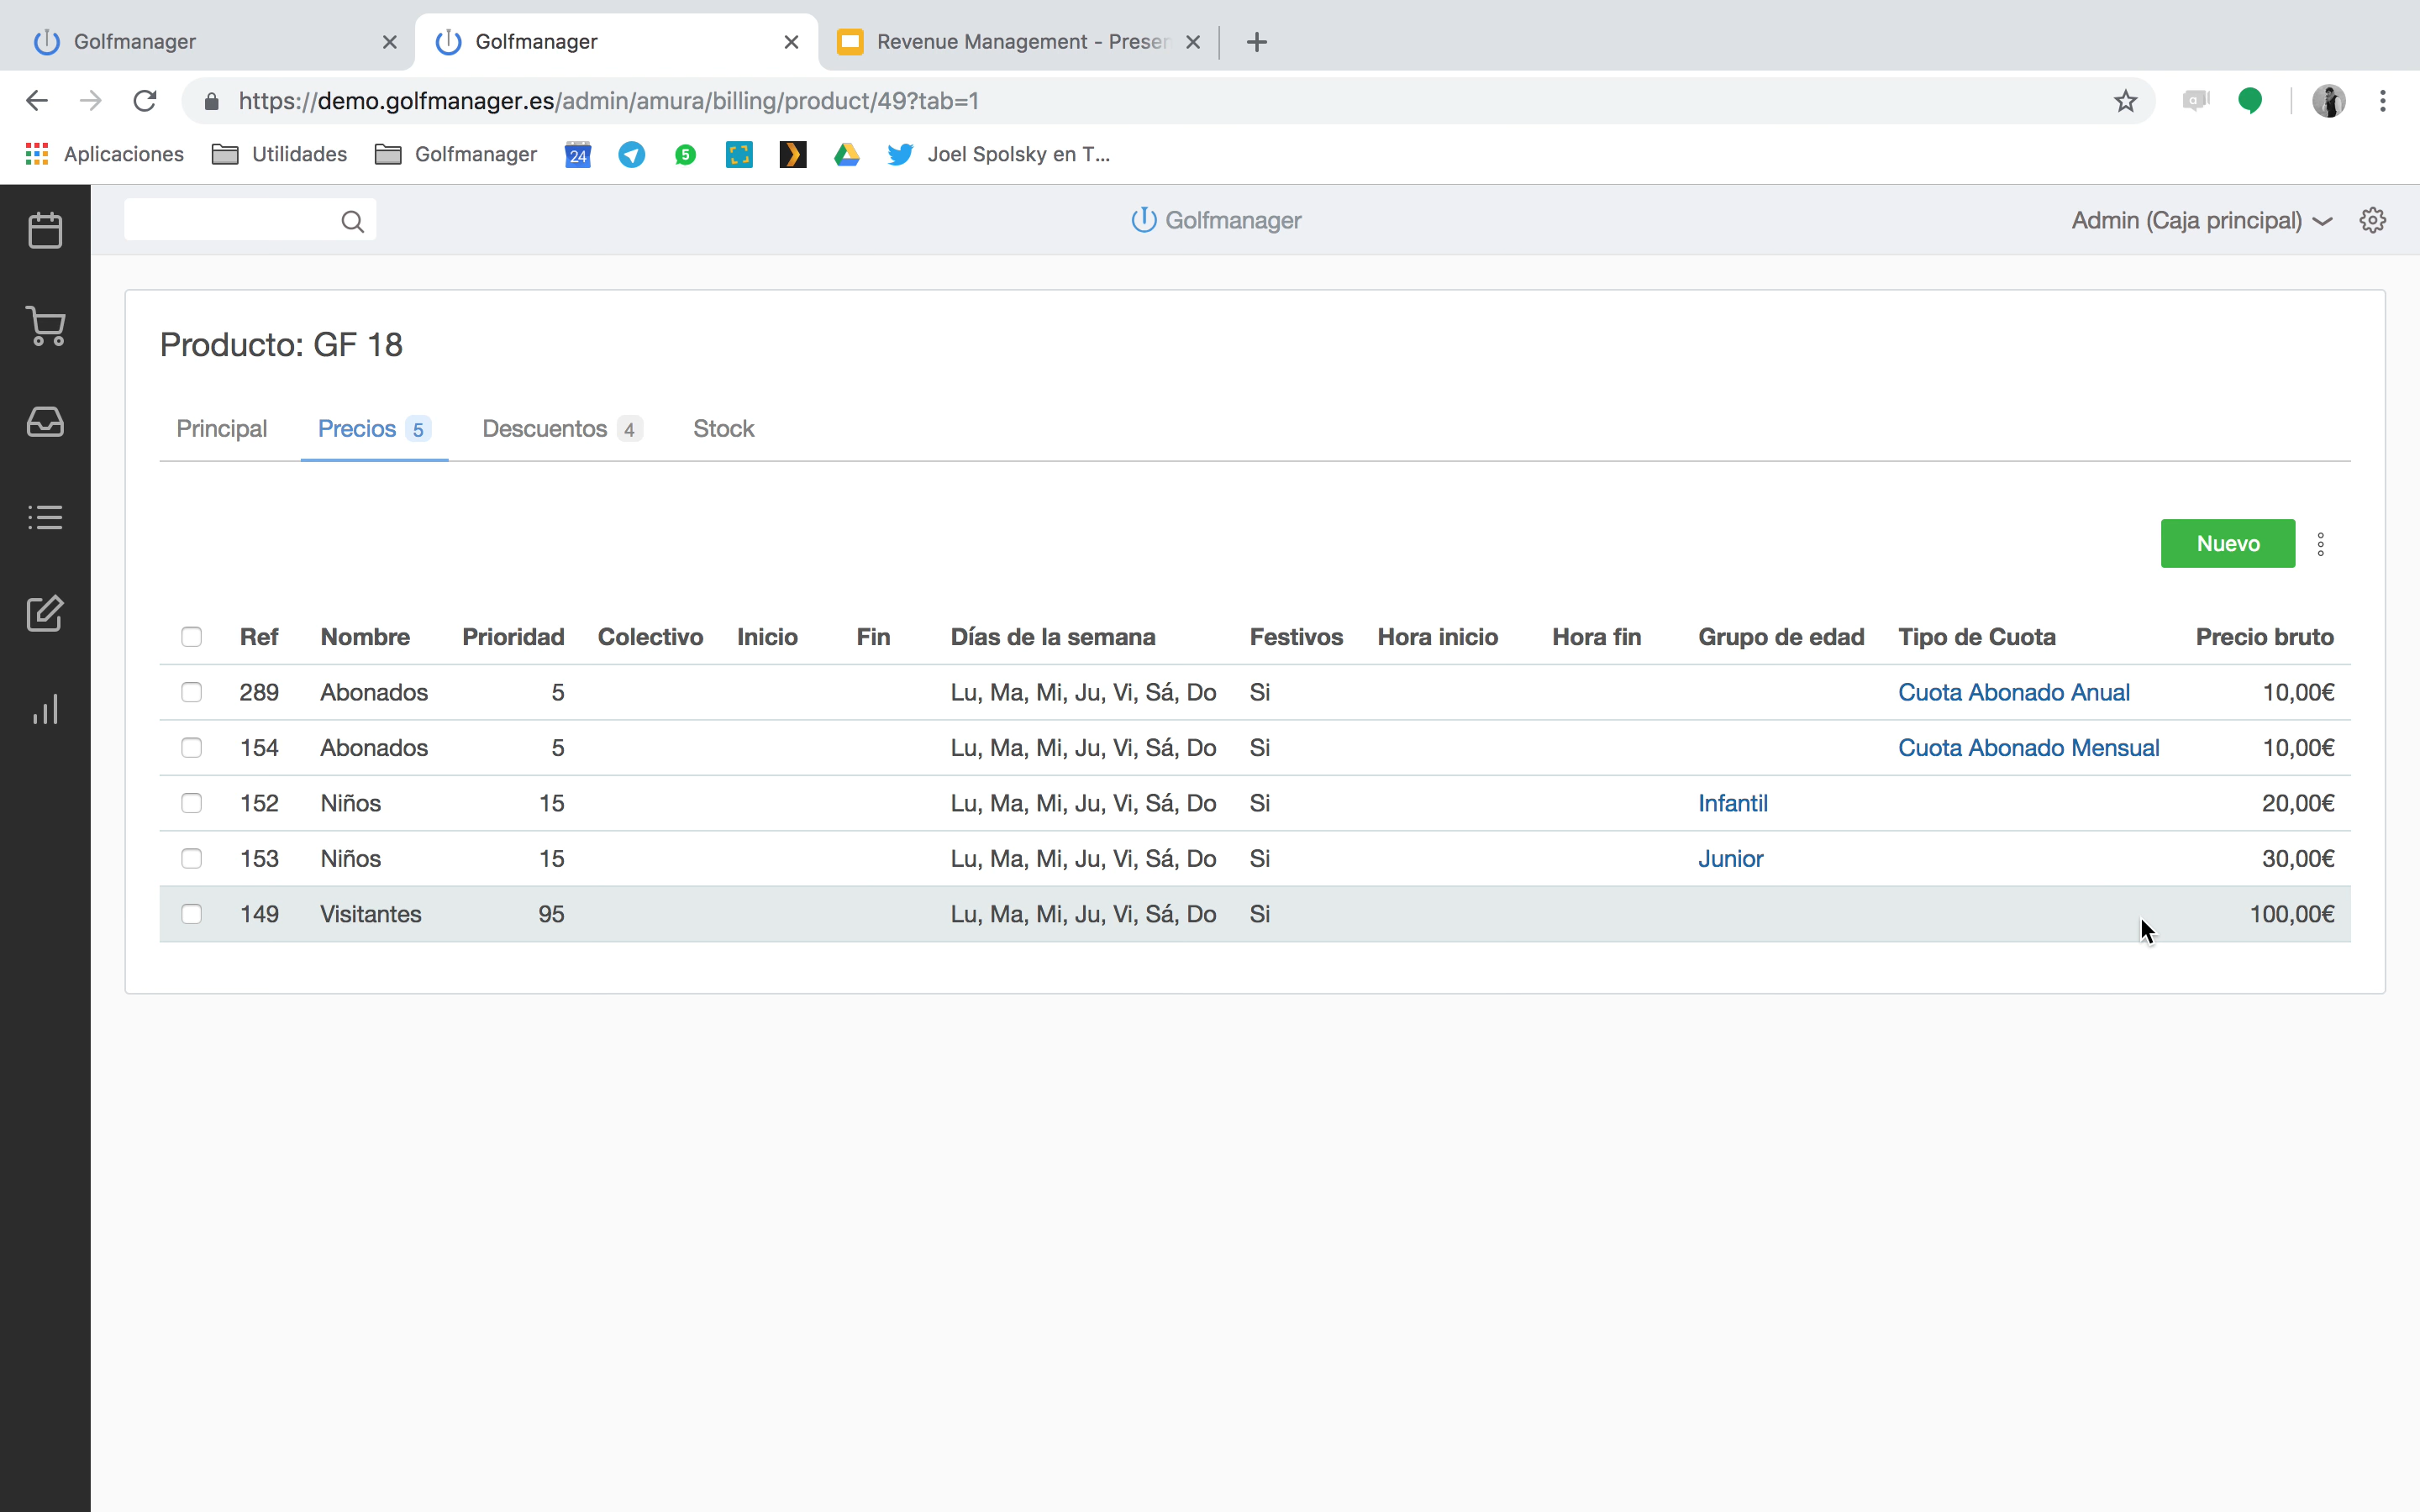 Golfmanager
Golfmanager
Revenue Management - Presen
https://demo.golfmanager.es/admin/amura/billing/product/49?tab=1
Aplicaciones Utilidades Golfmanager 24 5 Joel Spolsky en T...
Golfmanager
Admin (Caja principal)
Producto: GF 18
Principal Precios 5 Descuentos 4 Stock
Nuevo
Ref Nombre Prioridad Colectivo Inicio Fin Días de la semana Festivos Hora inicio Hora fin Grupo de edad Tipo de Cuota Precio bruto
289 Abonados 5 Lu, Ma, Mi, Ju, Vi, Sá, Do Si Cuota Abonado Anual 10,00€
154 Abonados 5 Lu, Ma, Mi, Ju, Vi, Sá, Do Si Cuota Abonado Mensual 10,00€
152 Niños 15 Lu, Ma, Mi, Ju, Vi, Sá, Do Si Infantil 20,00€
153 Niños 15 Lu, Ma, Mi, Ju, Vi, Sá, Do Si Junior 30,00€
149 Visitantes 95 Lu, Ma, Mi, Ju, Vi, Sá, Do Si 100,00€